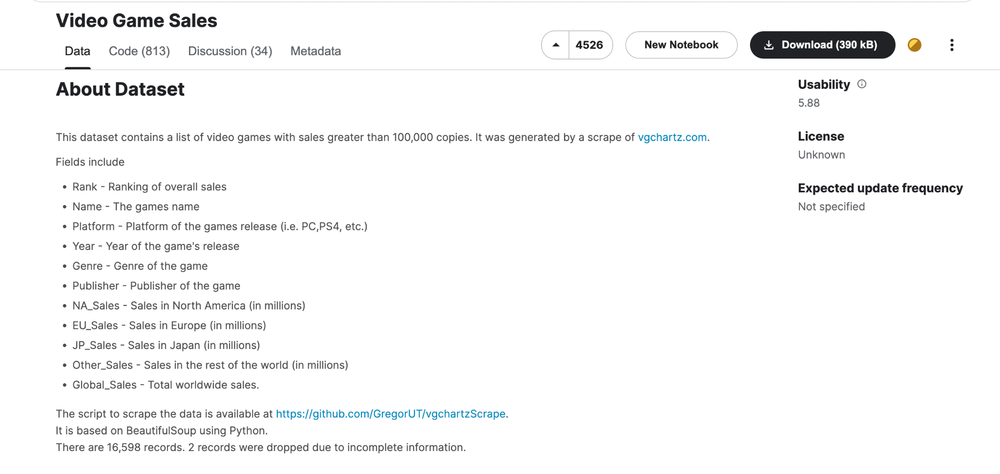 Video Game Sales
Data
Code (813)
Discussion (34)
Metadata
4526
New Notebook
Download (390 kB)
About Dataset
This dataset contains a list of video games with sales greater than 100,000 copies. It was generated by a scrape of vgchartz.com.
Fields include
• Rank - Ranking of overall sales
• Name - The games name
• Platform - Platform of the games release (i.e. PC,PS4, etc.)
• Year - Year of the game's release
• Genre - Genre of the game
• Publisher - Publisher of the game
• NA_Sales - Sales in North America (in millions)
• EU_Sales - Sales in Europe (in millions)
• JP_Sales - Sales in Japan (in millions)
• Other_Sales - Sales in the rest of the world (in millions)
• Global_Sales - Total worldwide sales.
The script to scrape the data is available at https://github.com/GregorUT/vgchartzScrape.
It is based on BeautifulSoup using Python.
There are 16,598 records. 2 records were dropped due to incomplete information.
Usability
5.88
License
Unknown
Expected update frequency
Not specified